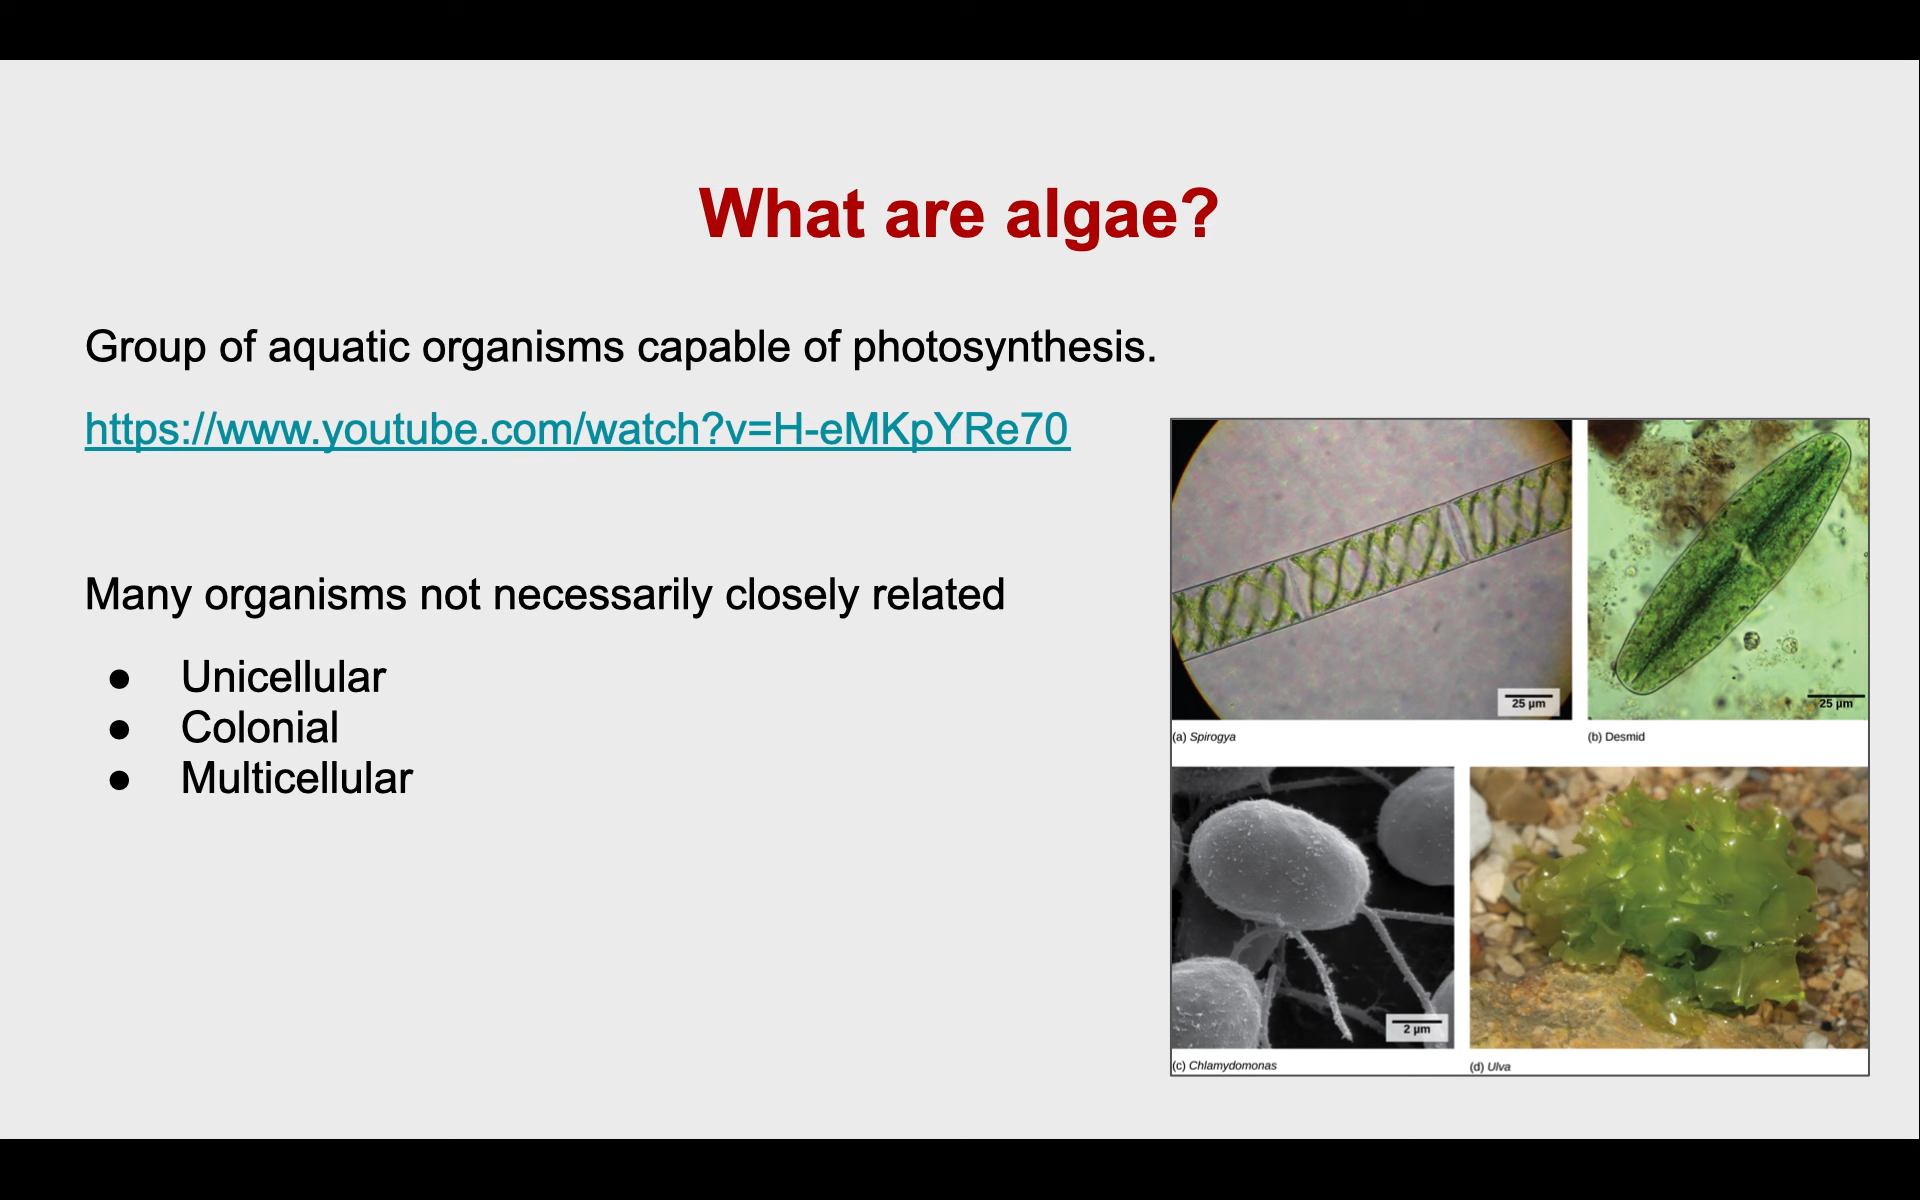 What are algae?
Group of aquatic organisms capable of photosynthesis.
https://www.youtube.com/watch?v=H-eMKpYRe70
Many organisms not necessarily closely related
● Unicellular
● Colonial
● Multicellular
25 µm
25 µm
(a) Spirogya
(b) Desmid
2 µm
(c) Chlamydomonas
(d) Ulva